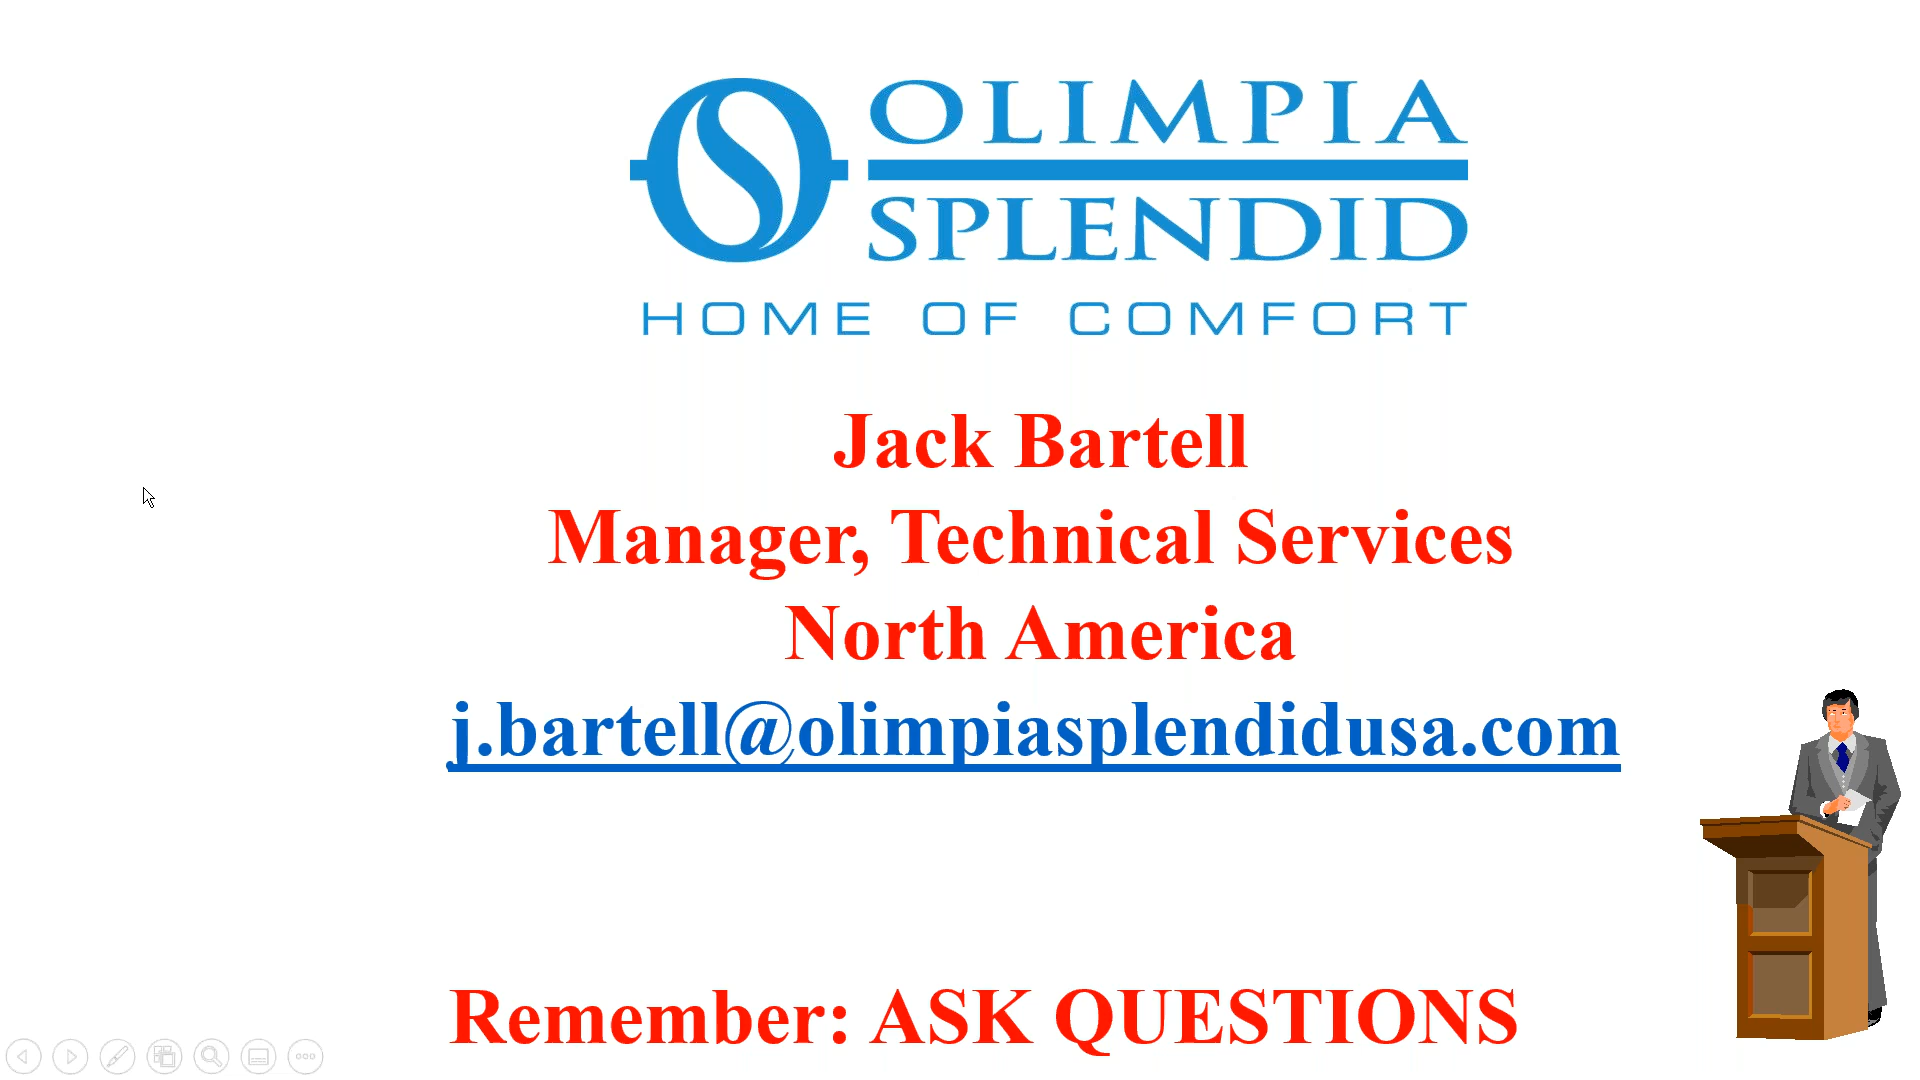 OLIMPIA
SPLENDID
HOME OF COMFORT
Jack Bartell
Manager, Technical Services
North America
j.bartell@olimpiasplendidusa.com
Remember: ASK QUESTIONS